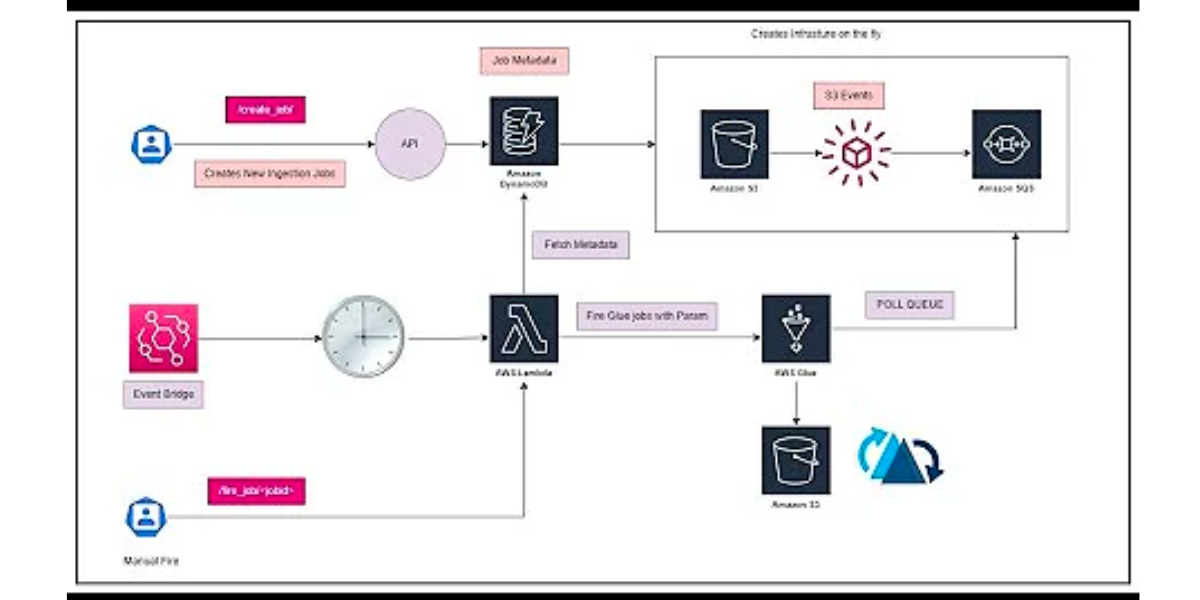 Creates Infrasture on the fly
Job Metadata
S3 Events
/create_job/
API
Creates New Ingestion Jobs
Amazon
DynamoDB
Amazon S3
Amazon SQS
Fetch Metadata
POLL QUEUE
Fire Glue jobs with Param
AWS Lambda
AWS Glue
Event Bridge
/fire_job/<jobid>
Amazon S3
Manual Fire